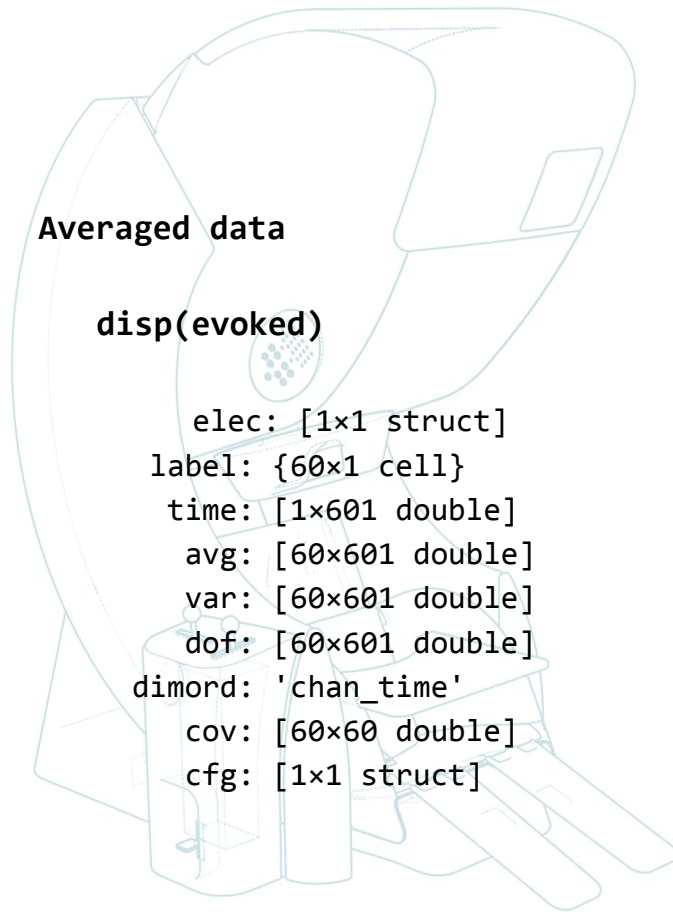 Averaged data
disp(evoked)
elec: [1×1 struct]
label: {60×1 cell}
time: [1×601 double]
avg: [60×601 double]
var: [60×601 double]
dof: [60×601 double]
dimord: 'chan_time'
cov: [60×60 double]
cfg: [1×1 struct]